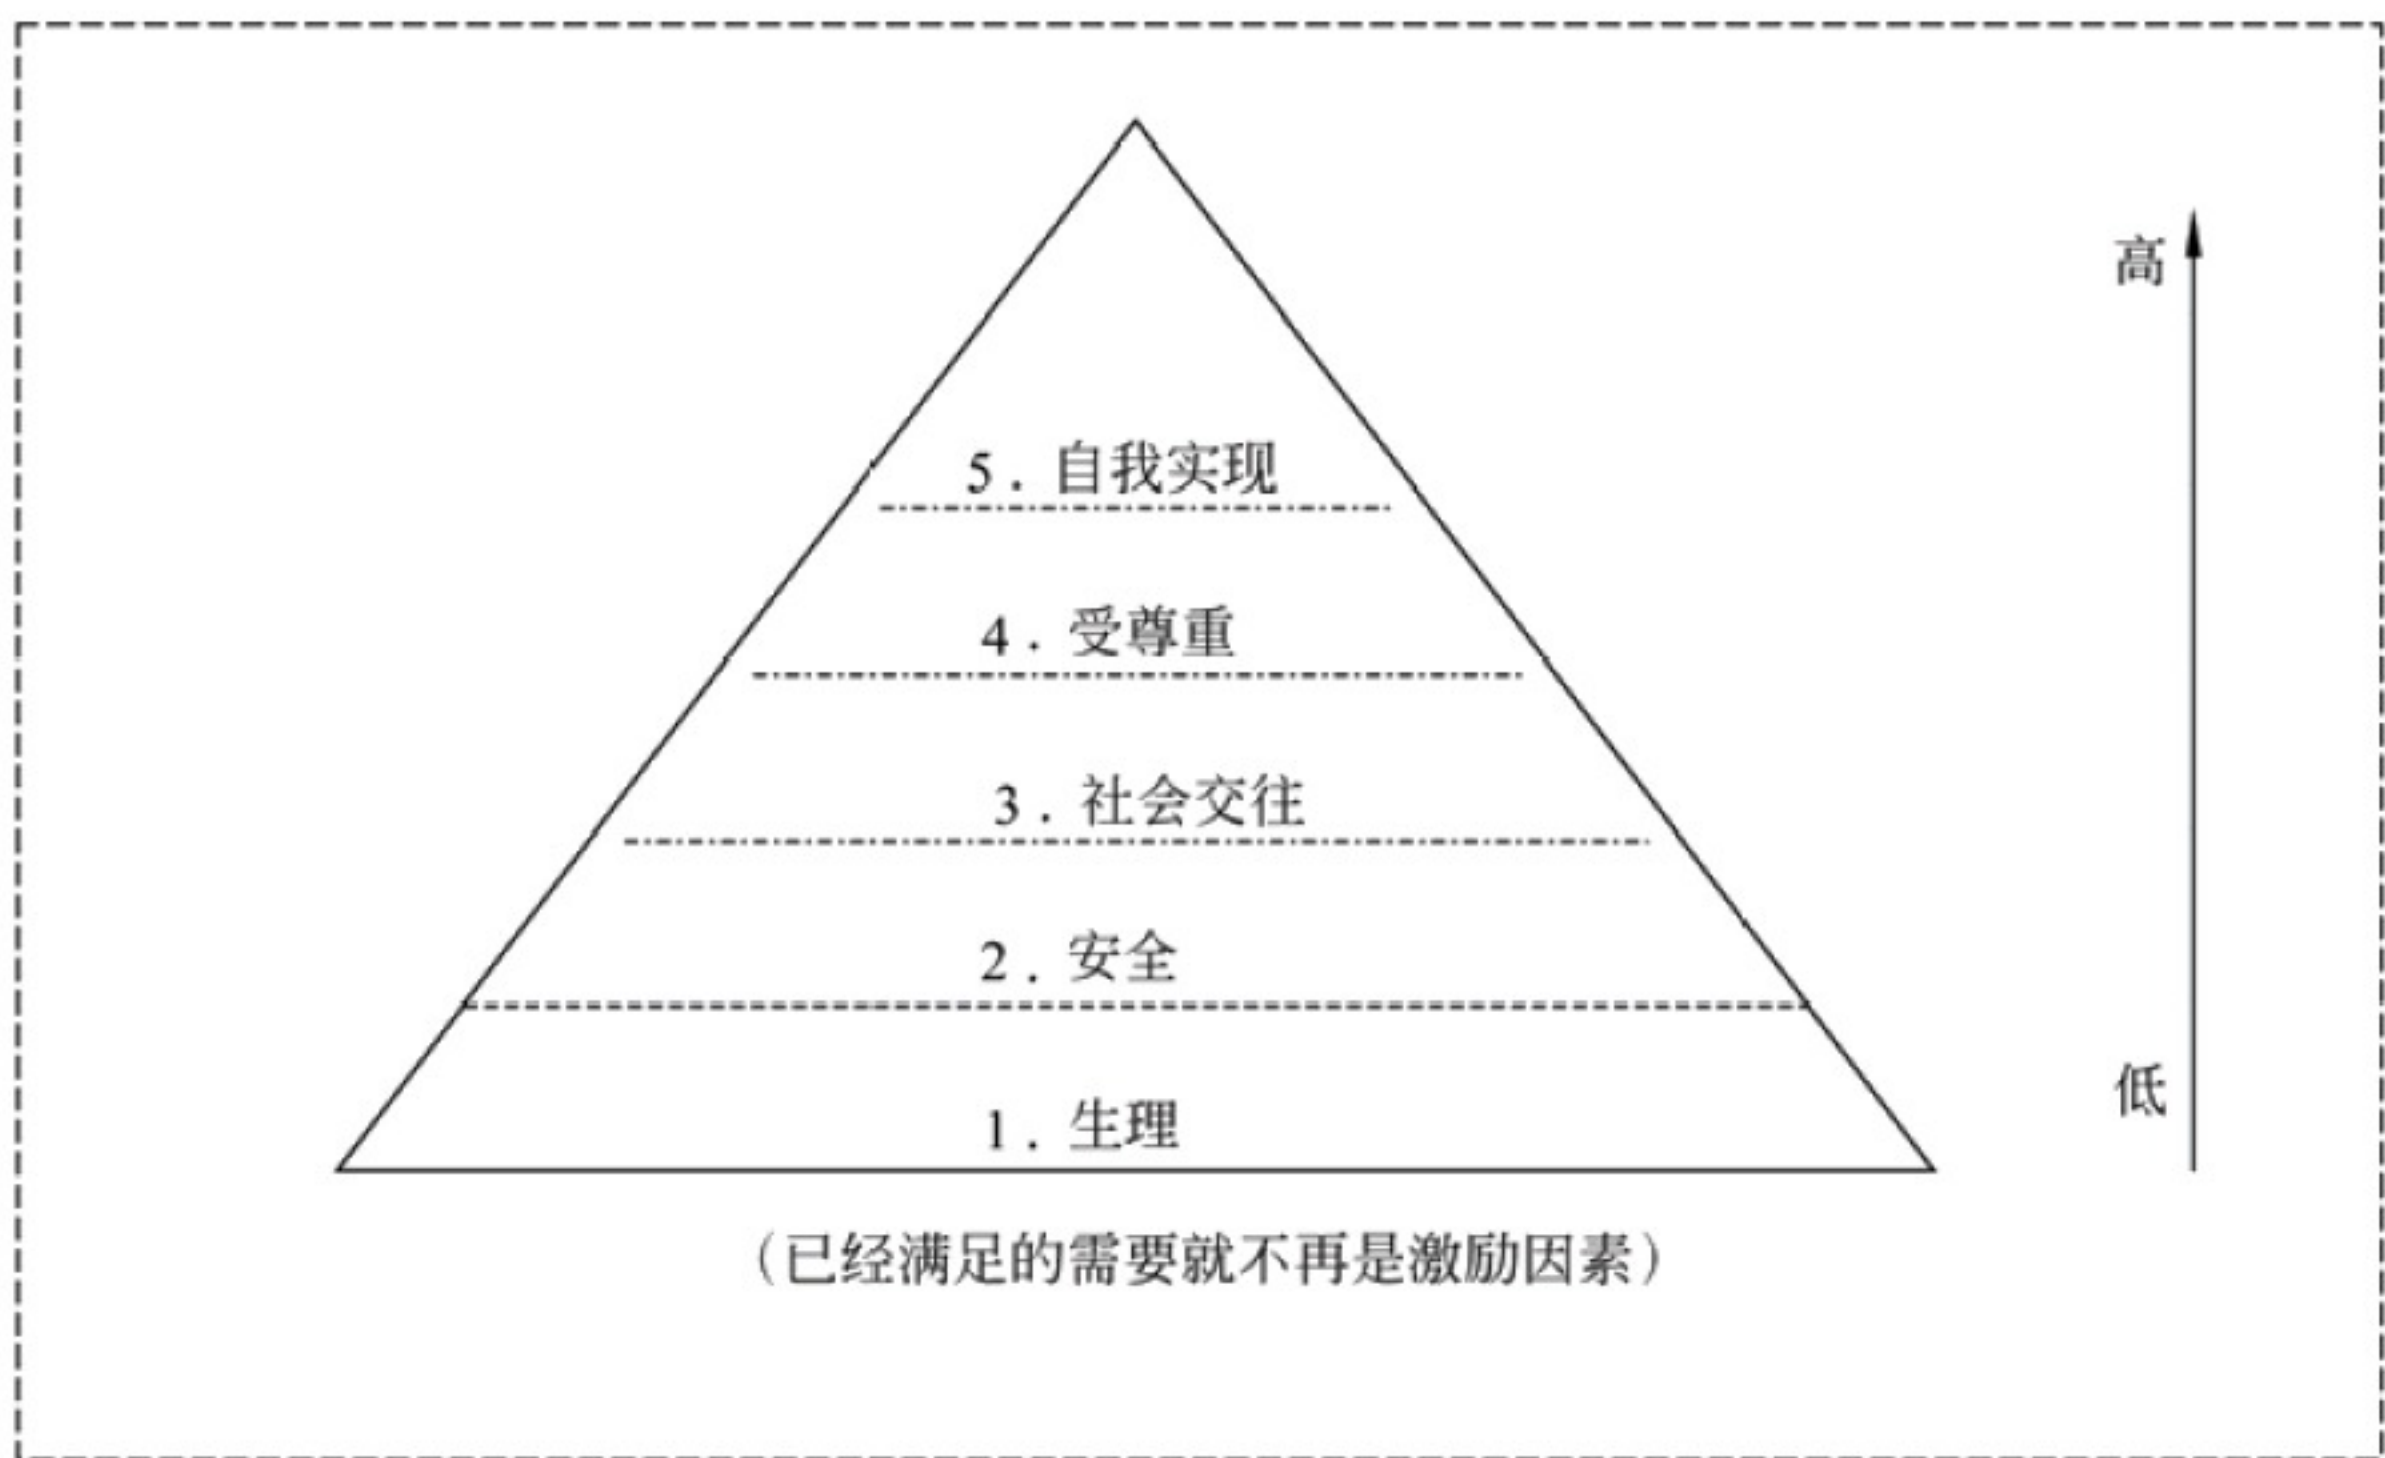 高
5．自我实现
4．受尊重
3．社会交往
2．安全
低
1．生理
（已经满足的需要就不再是激励因素）